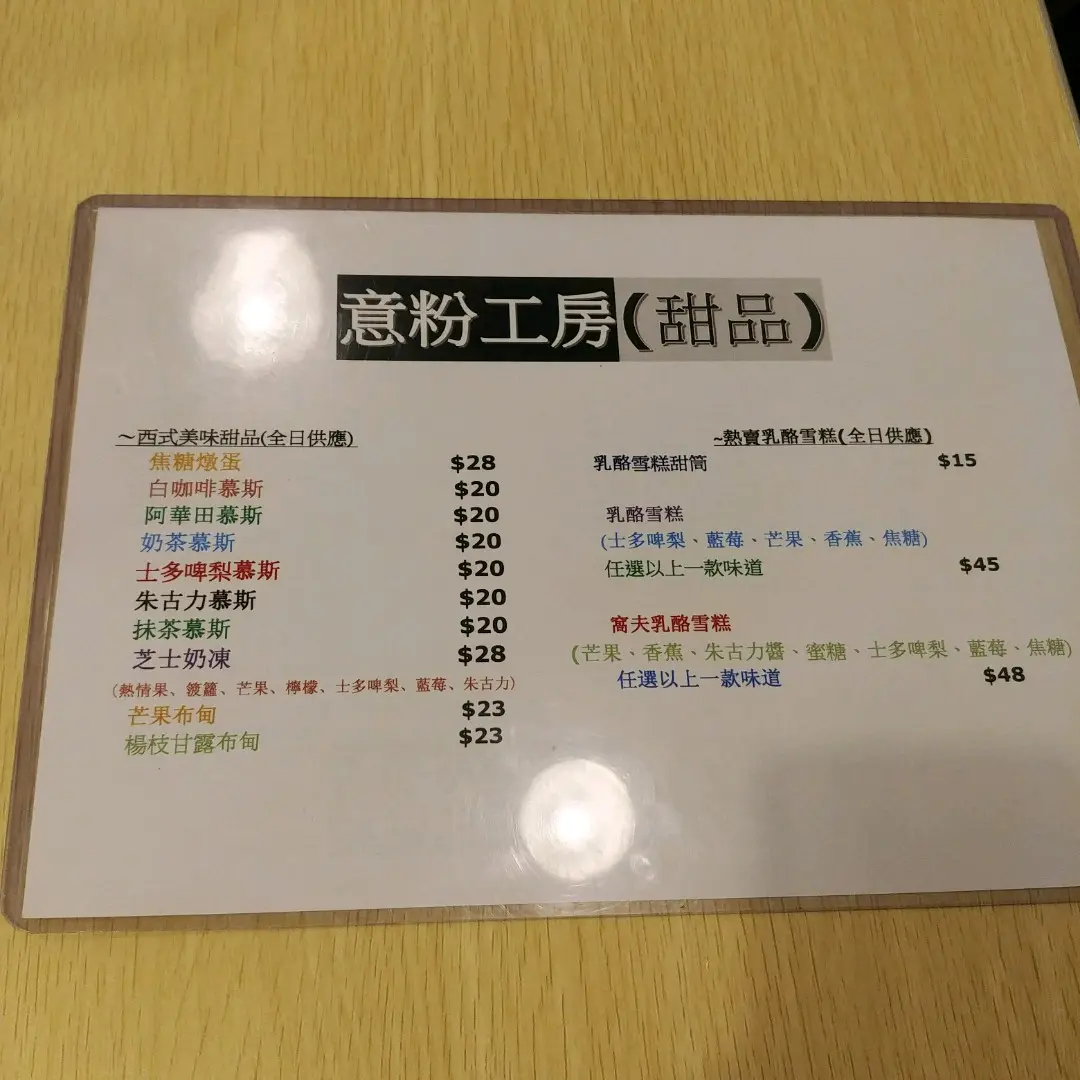 意粉工房(甜品)
～西式美味甜品(全日供應)
焦糖燉蛋 $28
白咖啡慕斯 $20
阿華田慕斯 $20
奶茶慕斯 $20
士多啤梨慕斯 $20
朱古力慕斯 $20
抹茶慕斯 $20
芝士奶凍 $28
(熱情果、籮、芒果、檸檬、士多啤梨、藍莓、朱古力)
芒果布甸 $23
楊枝甘露布甸 $23
~熱賣乳酪雪糕(全日供應)
乳酪雪糕甜筒 $15
乳酪雪糕
(士多啤梨、藍莓、芒果、香蕉、焦糖)
任選以上一款味道 $45
窩夫乳酪雪糕
(芒果、香蕉、朱古力醬、蜜糖、士多啤梨、藍莓、焦糖)
任選以上一款味道 $48